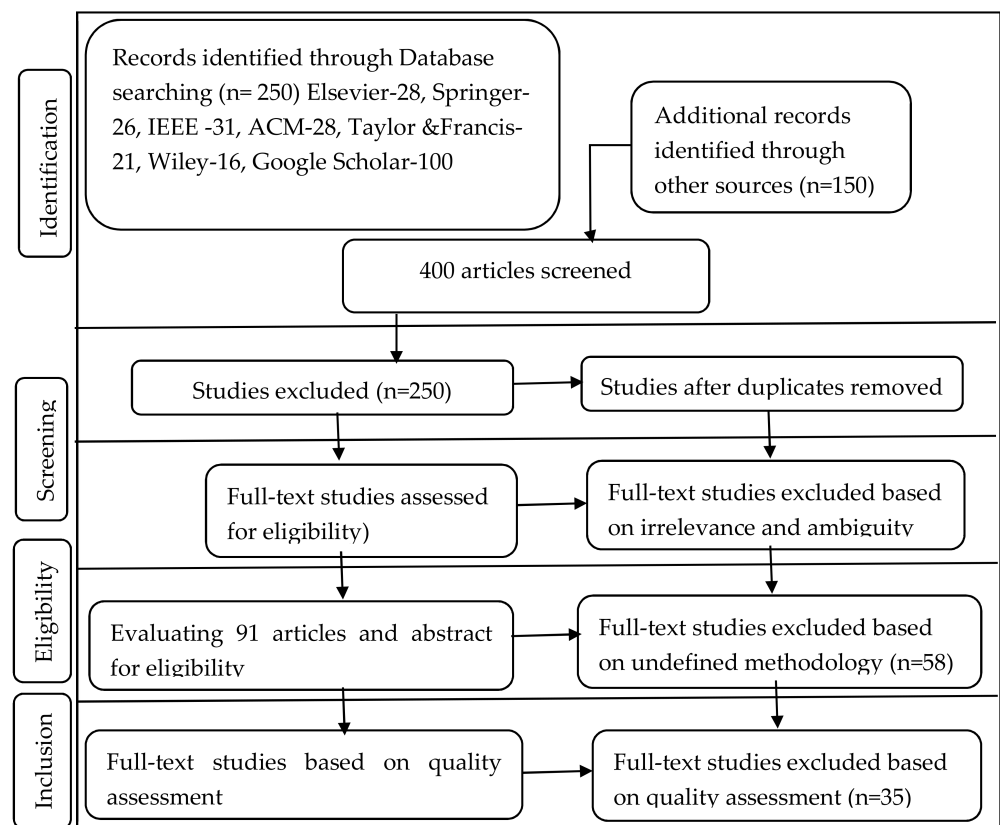 Identification
Records identified through Database
searching (n= 250) Elsevier-28, Springer-
26, IEEE -31, ACM-28, Taylor &Francis-
21, Wiley-16, Google Scholar-100
Additional records
identified through
other sources (n=150)
400 articles screened
Screening
Studies excluded (n=250)
Studies after duplicates removed
Full-text studies assessed
for eligibility)
Full-text studies excluded based
on irrelevance and ambiguity
Eligibility
Evaluating 91 articles and abstract
for eligibility
Full-text studies excluded based
on undefined methodology (n=58)
Inclusion
Full-text studies based on quality
assessment
Full-text studies excluded based
on quality assessment (n=35)